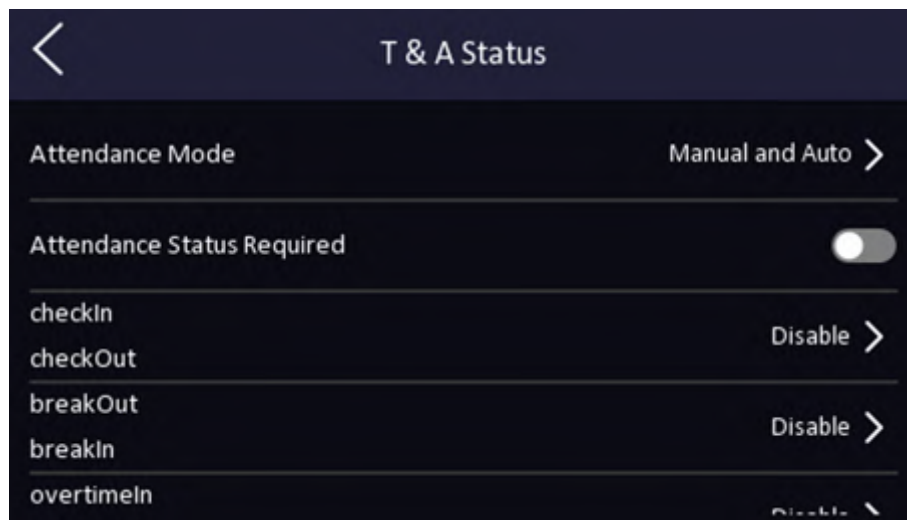 T & A Status
Attendance Mode
Manual and Auto
Attendance Status Required
checkIn
checkOut
Disable
breakOut
breakIn
Disable
overtimeIn